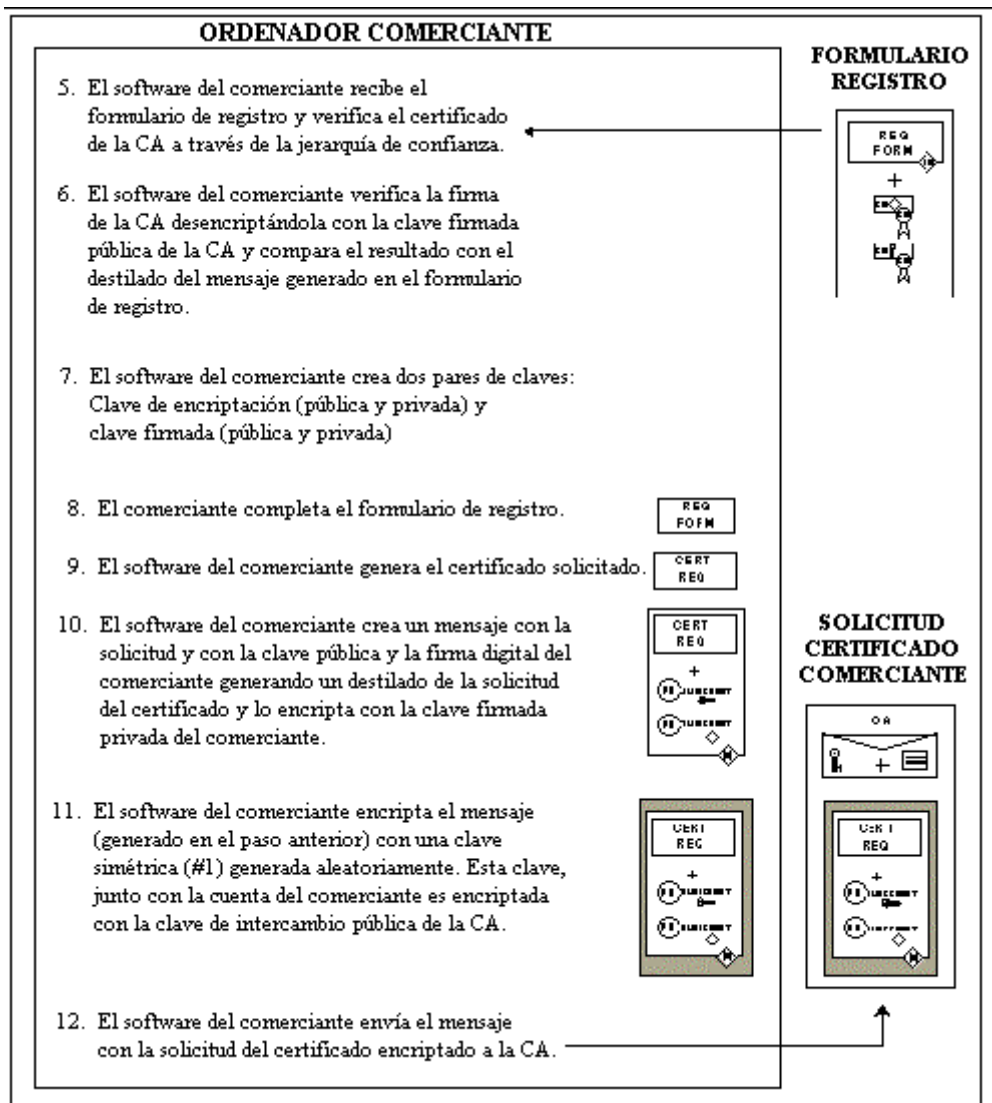 ORDENADOR COMERCIANTE
FORMULARIO
REGISTRO
5. El software del comerciante recibe el
formulario de registro y verifica el certificado
de la CA a través de la jerarquía de confianza.
REG
FORM
+
6. El software del comerciante verifica la firma
de la CA desencriptándola con la clave firmada
pública de la CA y compara el resultado con el
destilado del mensaje generado en el formulario
de registro.
7. El software del comerciante crea dos pares de claves:
Clave de encriptación (pública y privada) y
clave firmada (pública y privada)
8. El comerciante completa el formulario de registro.
REG
FORM
9. El software del comerciante genera el certificado solicitado.
CERT
REQ
10. El software del comerciante crea un mensaje con la
solicitud y con la clave pública y la firma digital del
comerciante generando un destilado de la solicitud
del certificado y lo encripta con la clave firmada
privada del comerciante.
CERT
REQ
+
SOLICITUD
CERTIFICADO
COMERCIANTE
CA
+
11. El software del comerciante encripta el mensaje
(generado en el paso anterior) con una clave
simétrica (#1) generada aleatoriamente. Esta clave,
junto con la cuenta del comerciante es encriptada
con la clave de intercambio pública de la CA.
CERT
REQ
+
CERT
REQ
+
12. El software del comerciante envía el mensaje
con la solicitud del certificado encriptado a la CA.